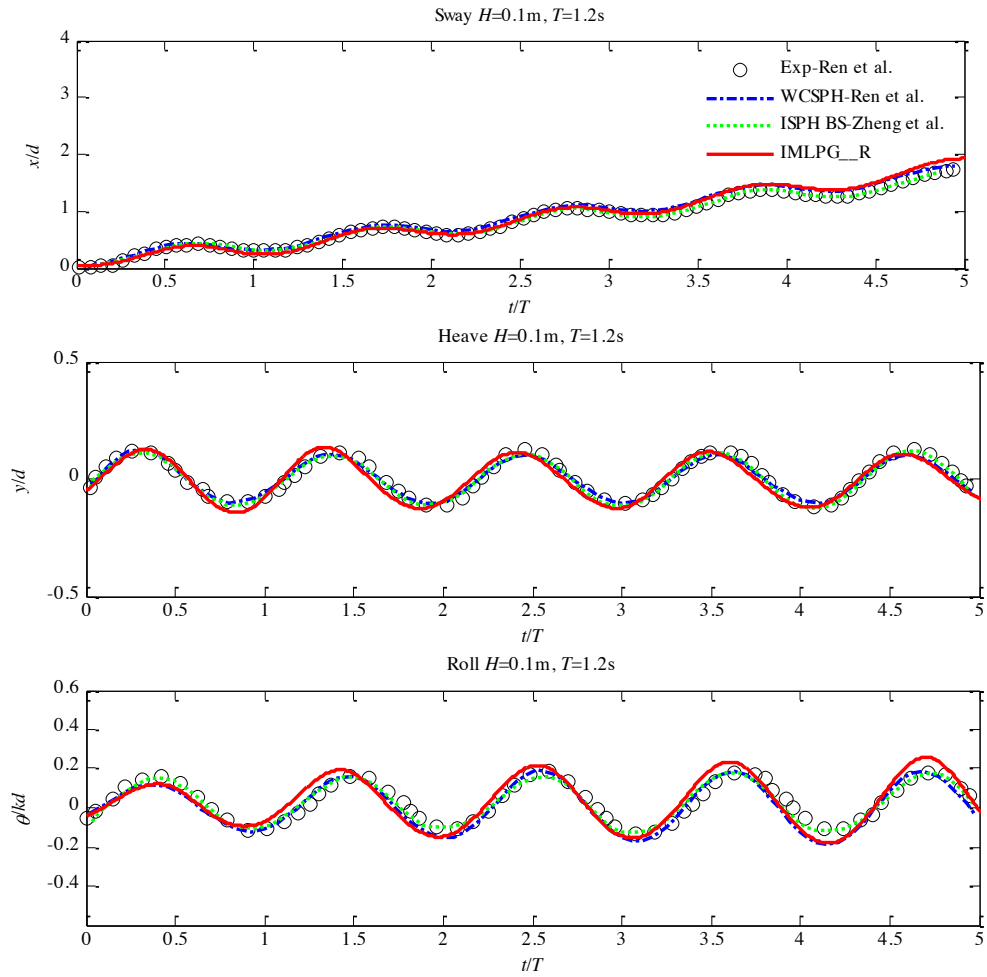 Sway H=0.1m, T=1.2s
4
3
2
1
0
x/d
Exp-Ren et al.
WCSPH-Ren et al.
ISPH BS-Zheng et al.
IMLPG__R
0 0.5 1 1.5 2 2.5 3 3.5 4 4.5 5
t/T
Heave H=0.1m, T=1.2s
0.5
0
-0.5
y/d
0 0.5 1 1.5 2 2.5 3 3.5 4 4.5 5
t/T
Roll H=0.1m, T=1.2s
0.6
0.4
0.2
0
-0.2
-0.4
θ/kd
0 0.5 1 1.5 2 2.5 3 3.5 4 4.5 5
t/T